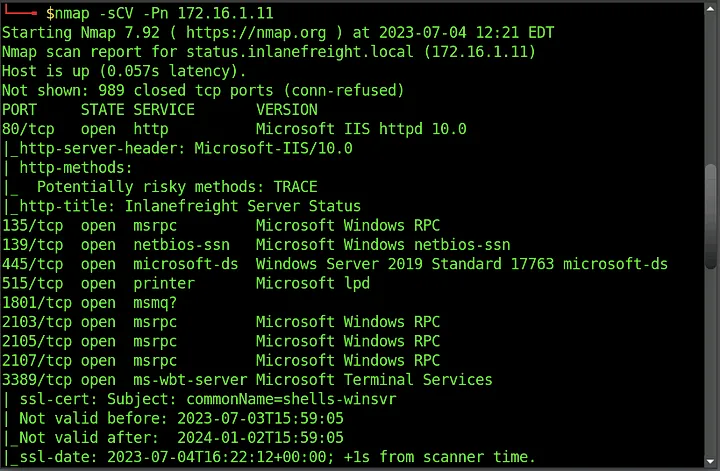 $nmap -sCV -Pn 172.16.1.11
Starting Nmap 7.92 ( https://nmap.org ) at 2023-07-04 12:21 EDT
Nmap scan report for status.inlanefreight.local (172.16.1.11)
Host is up (0.057s latency).
Not shown: 989 closed tcp ports (conn-refused)
PORT     STATE SERVICE       VERSION
80/tcp   open  http          Microsoft IIS httpd 10.0
|_http-server-header: Microsoft-IIS/10.0
| http-methods:
|_  Potentially risky methods: TRACE
|_http-title: Inlanefreight Server Status
135/tcp  open  msrpc         Microsoft Windows RPC
139/tcp  open  netbios-ssn   Microsoft Windows netbios-ssn
445/tcp  open  microsoft-ds  Windows Server 2019 Standard 17763 microsoft-ds
515/tcp  open  printer       Microsoft lpd
1801/tcp open  msmq?
2103/tcp open  msrpc         Microsoft Windows RPC
2105/tcp open  msrpc         Microsoft Windows RPC
2107/tcp open  msrpc         Microsoft Windows RPC
3389/tcp open  ms-wbt-server Microsoft Terminal Services
| ssl-cert: Subject: commonName=shells-winsvr
| Not valid before: 2023-07-03T15:59:05
|_Not valid after:  2024-01-02T15:59:05
|_ssl-date: 2023-07-04T16:22:12+00:00; +1s from scanner time.